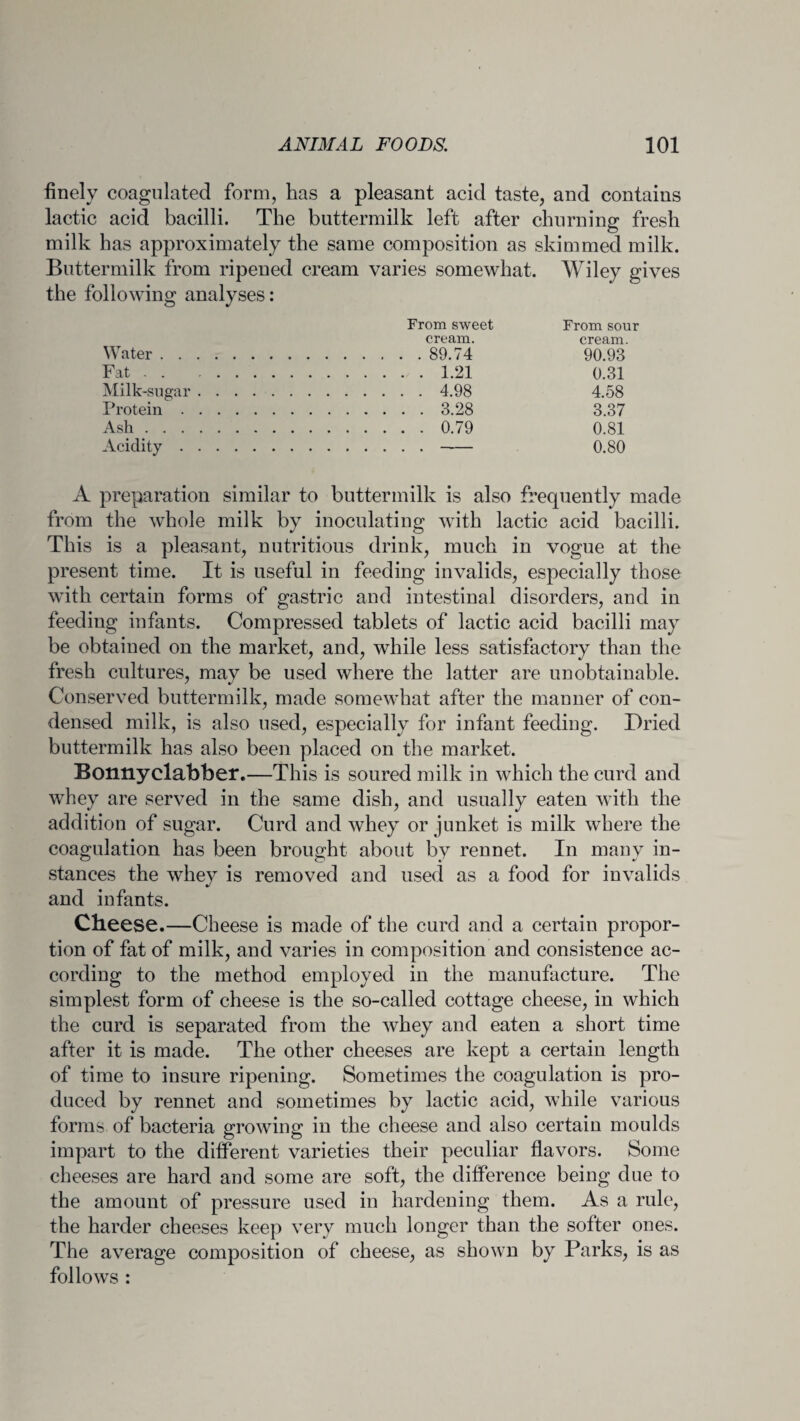 ANIMAL FOODS. 101
finely coagulated form, has a pleasant acid taste, and contains
lactic acid bacilli. The buttermilk left after churning fresh
milk has approximately the same composition as skimmed milk.
Buttermilk from ripened cream varies somewhat. Wiley gives
the following analyses:
From sweet From sour
cream. cream.
Water . . . . . . . . . . . . . . . 89.74 90.93
Fat . . . . . . . . . . . . . . . . 1.21 0.31
Milk-sugar . . . . . . . . . . . . . 4.98 4.58
Protein . . . . . . . . . . . . . . 3.28 3.37
Ash . . . . . . . . . . . . . . . . 0.79 0.81
Acidity . . . . . . . . . . . . . . —— 0.80
A preparation similar to buttermilk is also frequently made
from the whole milk by inoculating with lactic acid bacilli.
This is a pleasant, nutritious drink, much in vogue at the
present time. It is useful in feeding invalids, especially those
with certain forms of gastric and intestinal disorders, and in
feeding infants. Compressed tablets of lactic acid bacilli may
be obtained on the market, and, while less satisfactory than the
fresh cultures, may be used where the latter are unobtainable.
Conserved buttermilk, made somewhat after the manner of con-
densed milk, is also used, especially for infant feeding. Dried
buttermilk has also been placed on the market.
Bonnyclabber.—This is soured milk in which the curd and
whey are served in the same dish, and usually eaten with the
addition of sugar. Curd and whey or junket is milk where the
coagulation has been brought about by rennet. In many in-
stances the whey is removed and used as a food for invalids
and infants.
Cheese.—Cheese is made of the curd and a certain propor-
tion of fat of milk, and varies in composition and consistence ac-
cording to the method employed in the manufacture. The
simplest form of cheese is the so-called cottage cheese, in which
the curd is separated from the whey and eaten a short time
after it is made. The other cheeses are kept a certain length
of time to insure ripening. Sometimes the coagulation is pro-
duced by rennet and sometimes by lactic acid, while various
forms of bacteria growing in the cheese and also certain moulds
impart to the different varieties their peculiar flavors. Some
cheeses are hard and some are soft, the difference being due to
the amount of pressure used in hardening them. As a rule,
the harder cheeses keep very much longer than the softer ones.
The average composition of cheese, as shown by Parks, is as
follows :